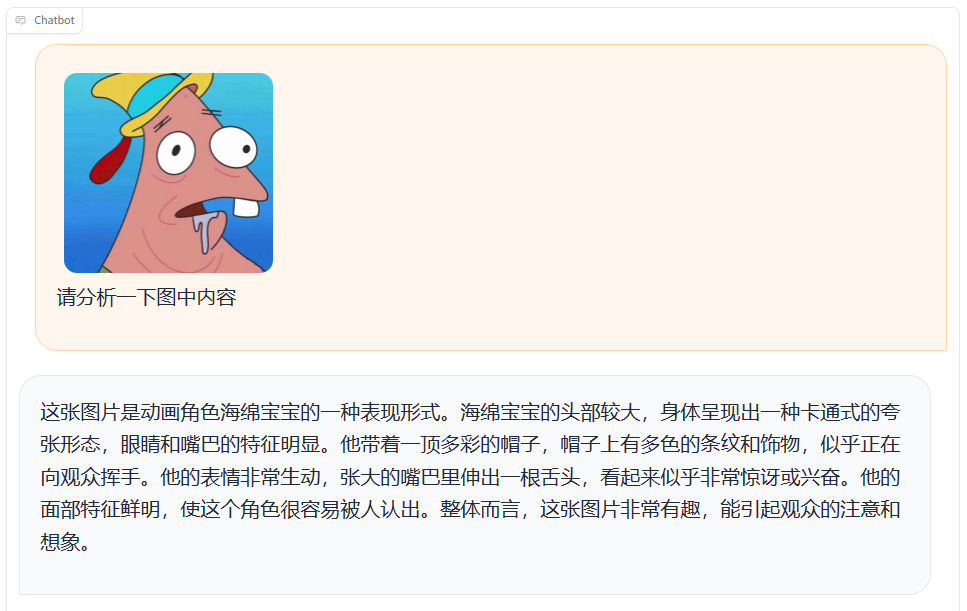 Chatbot
请分析一下图中内容
这张图片是动画角色海绵宝宝的一种表现形式。海绵宝宝的头部较大，身体呈现出一种卡通式的夸
张形态，眼睛和嘴巴的特征明显。他带着一顶多彩的帽子，帽子上有多色的条纹和饰物，似乎正在
向观众挥手。他的表情非常生动，张大的嘴巴里伸出一根舌头，看起来似乎非常惊讶或兴奋。他的
面部特征鲜明，使这个角色很容易被人认出。整体而言，这张图片非常有趣，能引起观众的注意和
想象。